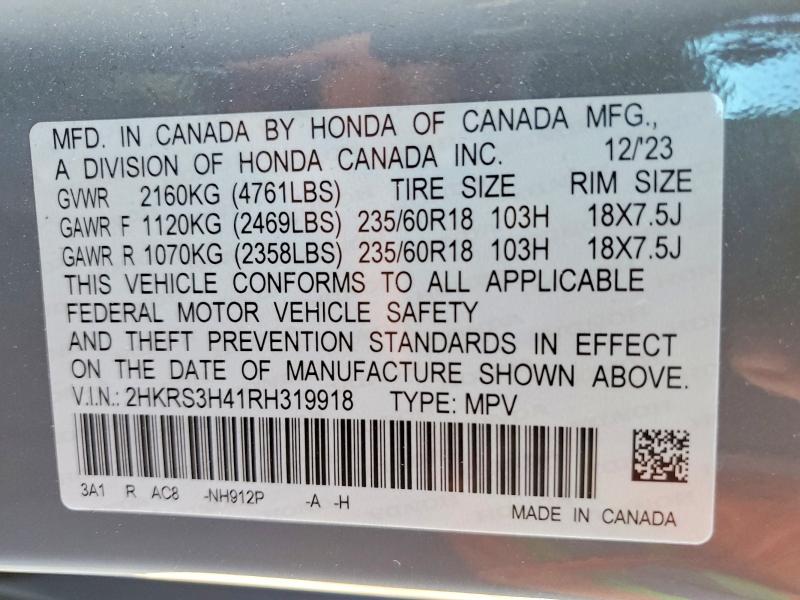 MFD. IN CANADA BY HONDA OF CANADA MFG.,
A DIVISION OF HONDA CANADA INC. 12/'23
GVWR 2160KG (4761LBS) TIRE SIZE RIM SIZE
GAWR F 1120KG (2469LBS) 235/60R18 103H 18X7.5J
GAWR R 1070KG (2358LBS) 235/60R18 103H 18X7.5J
THIS VEHICLE CONFORMS TO ALL APPLICABLE
FEDERAL MOTOR VEHICLE SAFETY
AND THEFT PREVENTION STANDARDS IN EFFECT
ON THE DATE OF MANUFACTURE SHOWN ABOVE.
V.I.N.: 2HKRS3H41RH319918 TYPE: MPV
3A1 R AC8 -NH912P -A -H
MADE IN CANADA